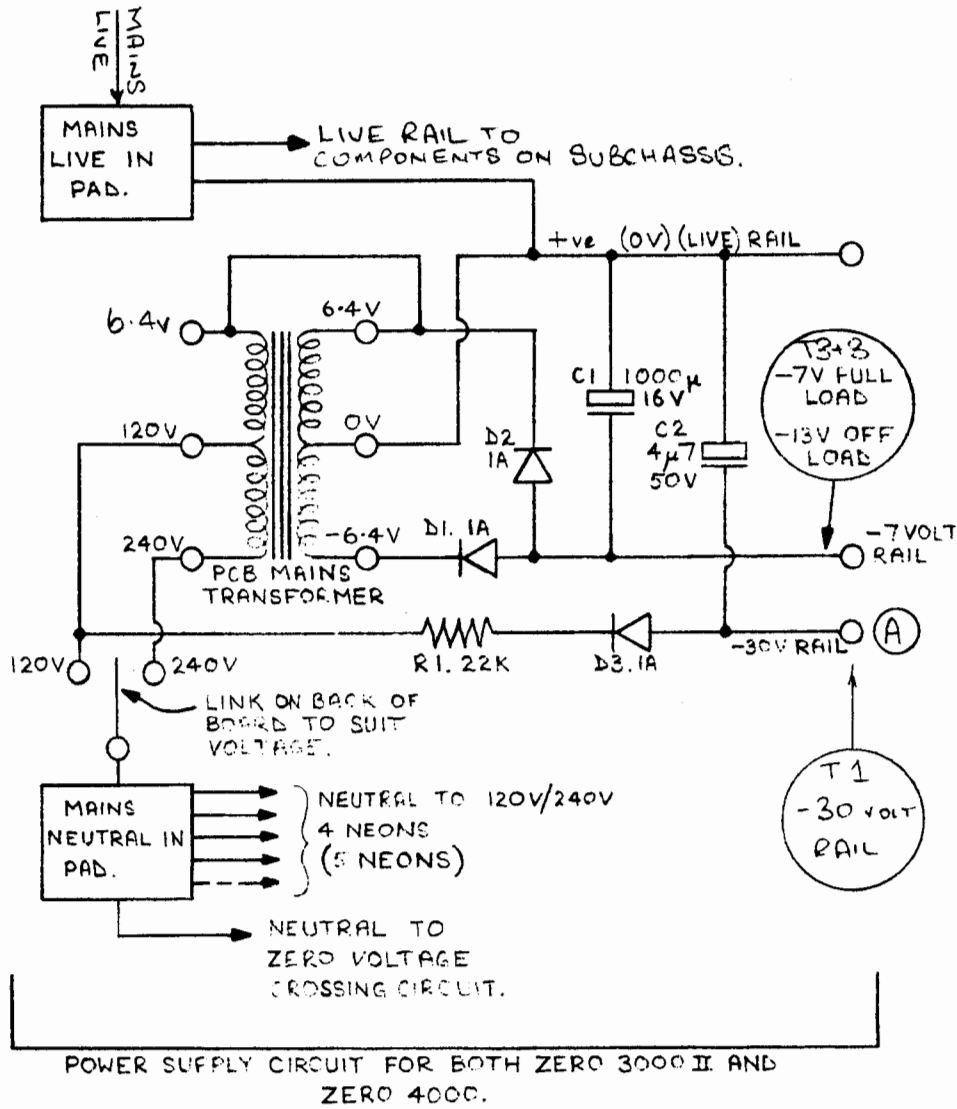 MAINS
LIVE
MAINS
LIVE IN
PAD.
LIVE RAIL TO
COMPONENTS ON SUBCHASSIS.
+ve (0V) (LIVE) RAIL
6.4V
6.4V
120V
0V
240V
-6.4V
PCB MAINS
TRANSFORMER
D1. 1A
D2
1A
C1 1000µ
16V
C2
4µ7
50V
T3+3
-7V FULL
LOAD
-13V OFF
LOAD
-7 VOLT
RAIL
R1. 22K
D3. 1A
-30V RAIL
A
120V
240V
LINK ON BACK OF
BOARD TO SUIT
VOLTAGE.
T1
-30 VOLT
RAIL
MAINS
NEUTRAL IN
PAD.
NEUTRAL TO 120V/240V
4 NEONS
(5 NEONS)
NEUTRAL TO
ZERO VOLTAGE
CROSSING CIRCUIT.
POWER SUPPLY CIRCUIT FOR BOTH ZERO 3000 II AND
ZERO 4000.